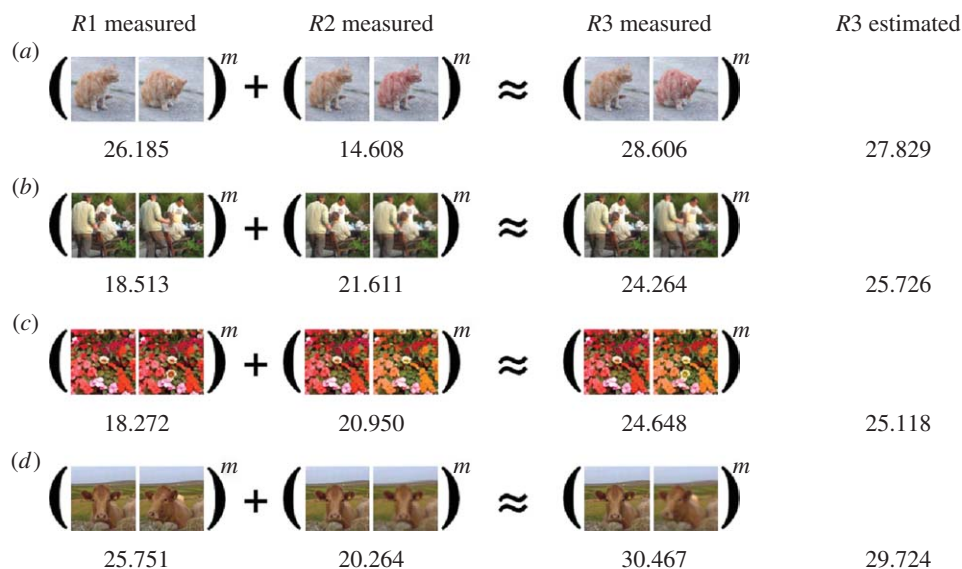 R1 measured R2 measured R3 measured R3 estimated
(a) ( )m + ( )m ≈ ( )m
26.185 14.608 28.606 27.829
(b) ( )m + ( )m ≈ ( )m
18.513 21.611 24.264 25.726
(c) ( )m + ( )m ≈ ( )m
18.272 20.950 24.648 25.118
(d) ( )m + ( )m ≈ ( )m
25.751 20.264 30.467 29.724